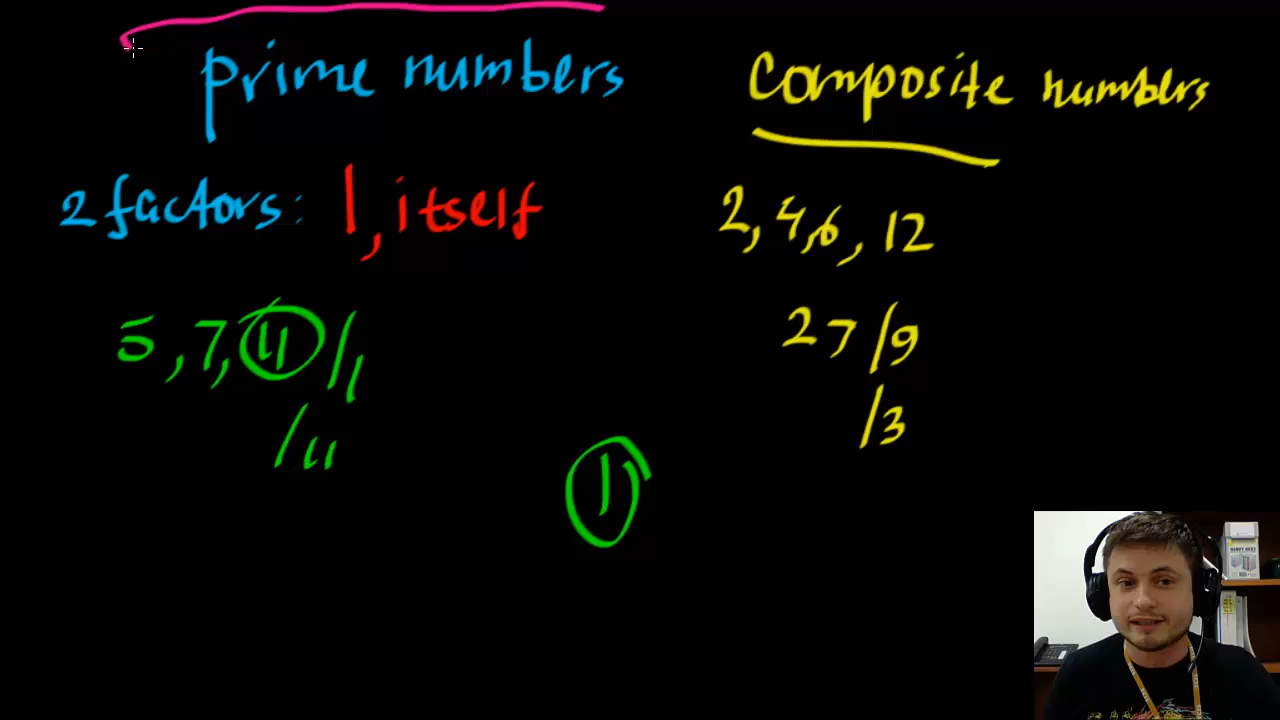 prime numbers
composite numbers
2 factors: 1, itself
2, 4, 6, 12
5, 7, 11 /1
/11
27 /9
/3
1